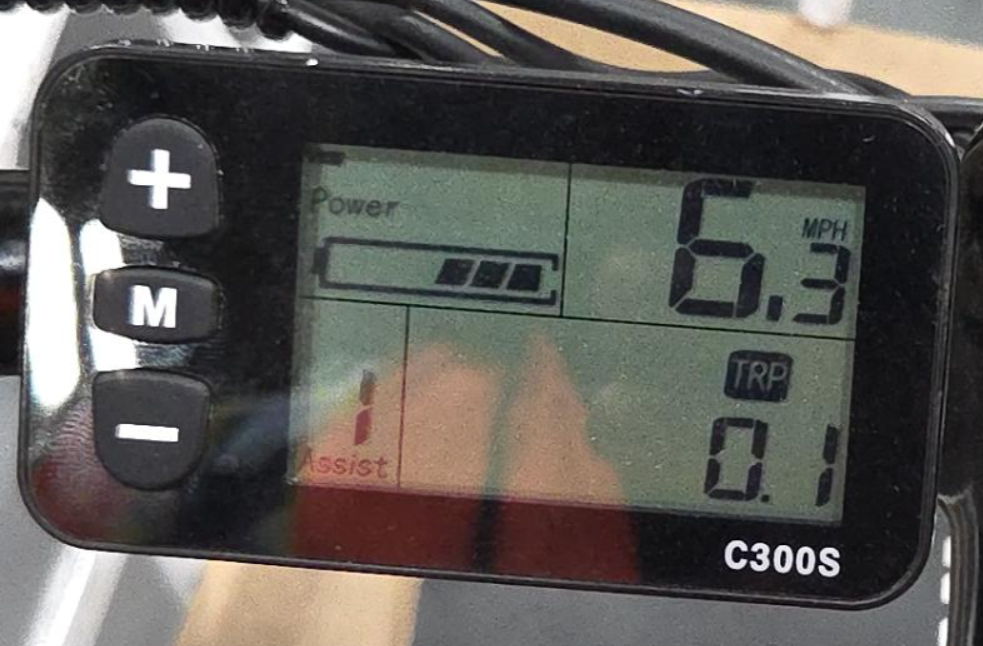 +
Power
6.3 MPH
M
TRP
1
0.1
Assist
−
C300S